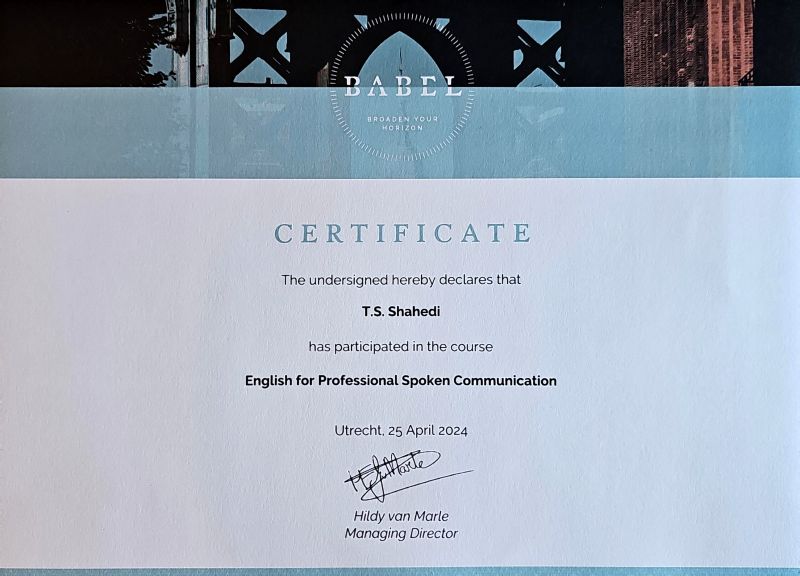 BABEL
BROADEN YOUR
HORIZON
CERTIFICATE
The undersigned hereby declares that
T.S. Shahedi
has participated in the course
English for Professional Spoken Communication
Utrecht, 25 April 2024
Hildy van Marle
Managing Director